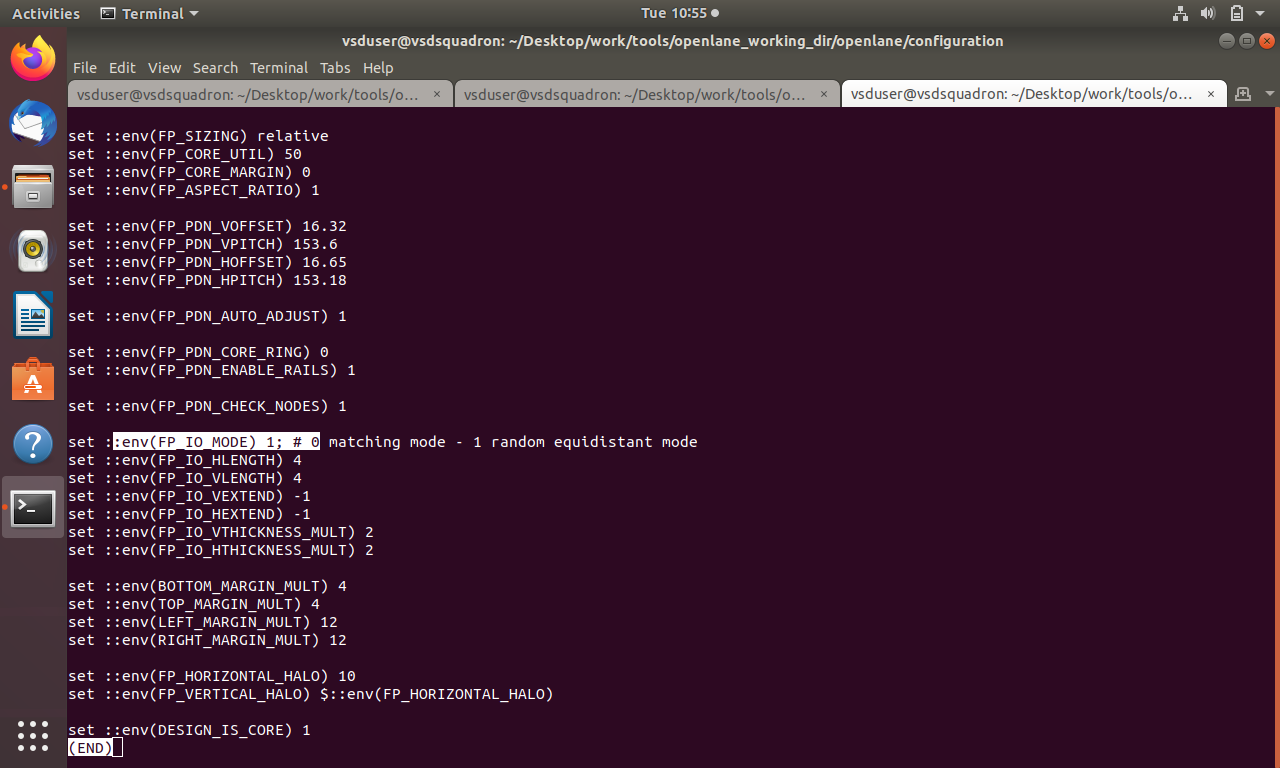 Activities Terminal Tue 10:55
vsduser@vsdsquadron: ~/Desktop/work/tools/openlane_working_dir/openlane/configuration
File Edit View Search Terminal Tabs Help
vsduser@vsdsquadron: ~/Desktop/work/tools/o... × vsduser@vsdsquadron: ~/Desktop/work/tools/o... × vsduser@vsdsquadron: ~/Desktop/work/tools/o... ×
set ::env(FP_SIZING) relative
set ::env(FP_CORE_UTIL) 50
set ::env(FP_CORE_MARGIN) 0
set ::env(FP_ASPECT_RATIO) 1
set ::env(FP_PDN_VOFFSET) 16.32
set ::env(FP_PDN_VPITCH) 153.6
set ::env(FP_PDN_HOFFSET) 16.65
set ::env(FP_PDN_HPITCH) 153.18
set ::env(FP_PDN_AUTO_ADJUST) 1
set ::env(FP_PDN_CORE_RING) 0
set ::env(FP_PDN_ENABLE_RAILS) 1
set ::env(FP_PDN_CHECK_NODES) 1
set ::env(FP_IO_MODE) 1; # 0 matching mode - 1 random equidistant mode
set ::env(FP_IO_HLENGTH) 4
set ::env(FP_IO_VLENGTH) 4
set ::env(FP_IO_VEXTEND) -1
set ::env(FP_IO_HEXTEND) -1
set ::env(FP_IO_VTHICKNESS_MULT) 2
set ::env(FP_IO_HTHICKNESS_MULT) 2
set ::env(BOTTOM_MARGIN_MULT) 4
set ::env(TOP_MARGIN_MULT) 4
set ::env(LEFT_MARGIN_MULT) 12
set ::env(RIGHT_MARGIN_MULT) 12
set ::env(FP_HORIZONTAL_HALO) 10
set ::env(FP_VERTICAL_HALO) $::env(FP_HORIZONTAL_HALO)
set ::env(DESIGN_IS_CORE) 1
(END)